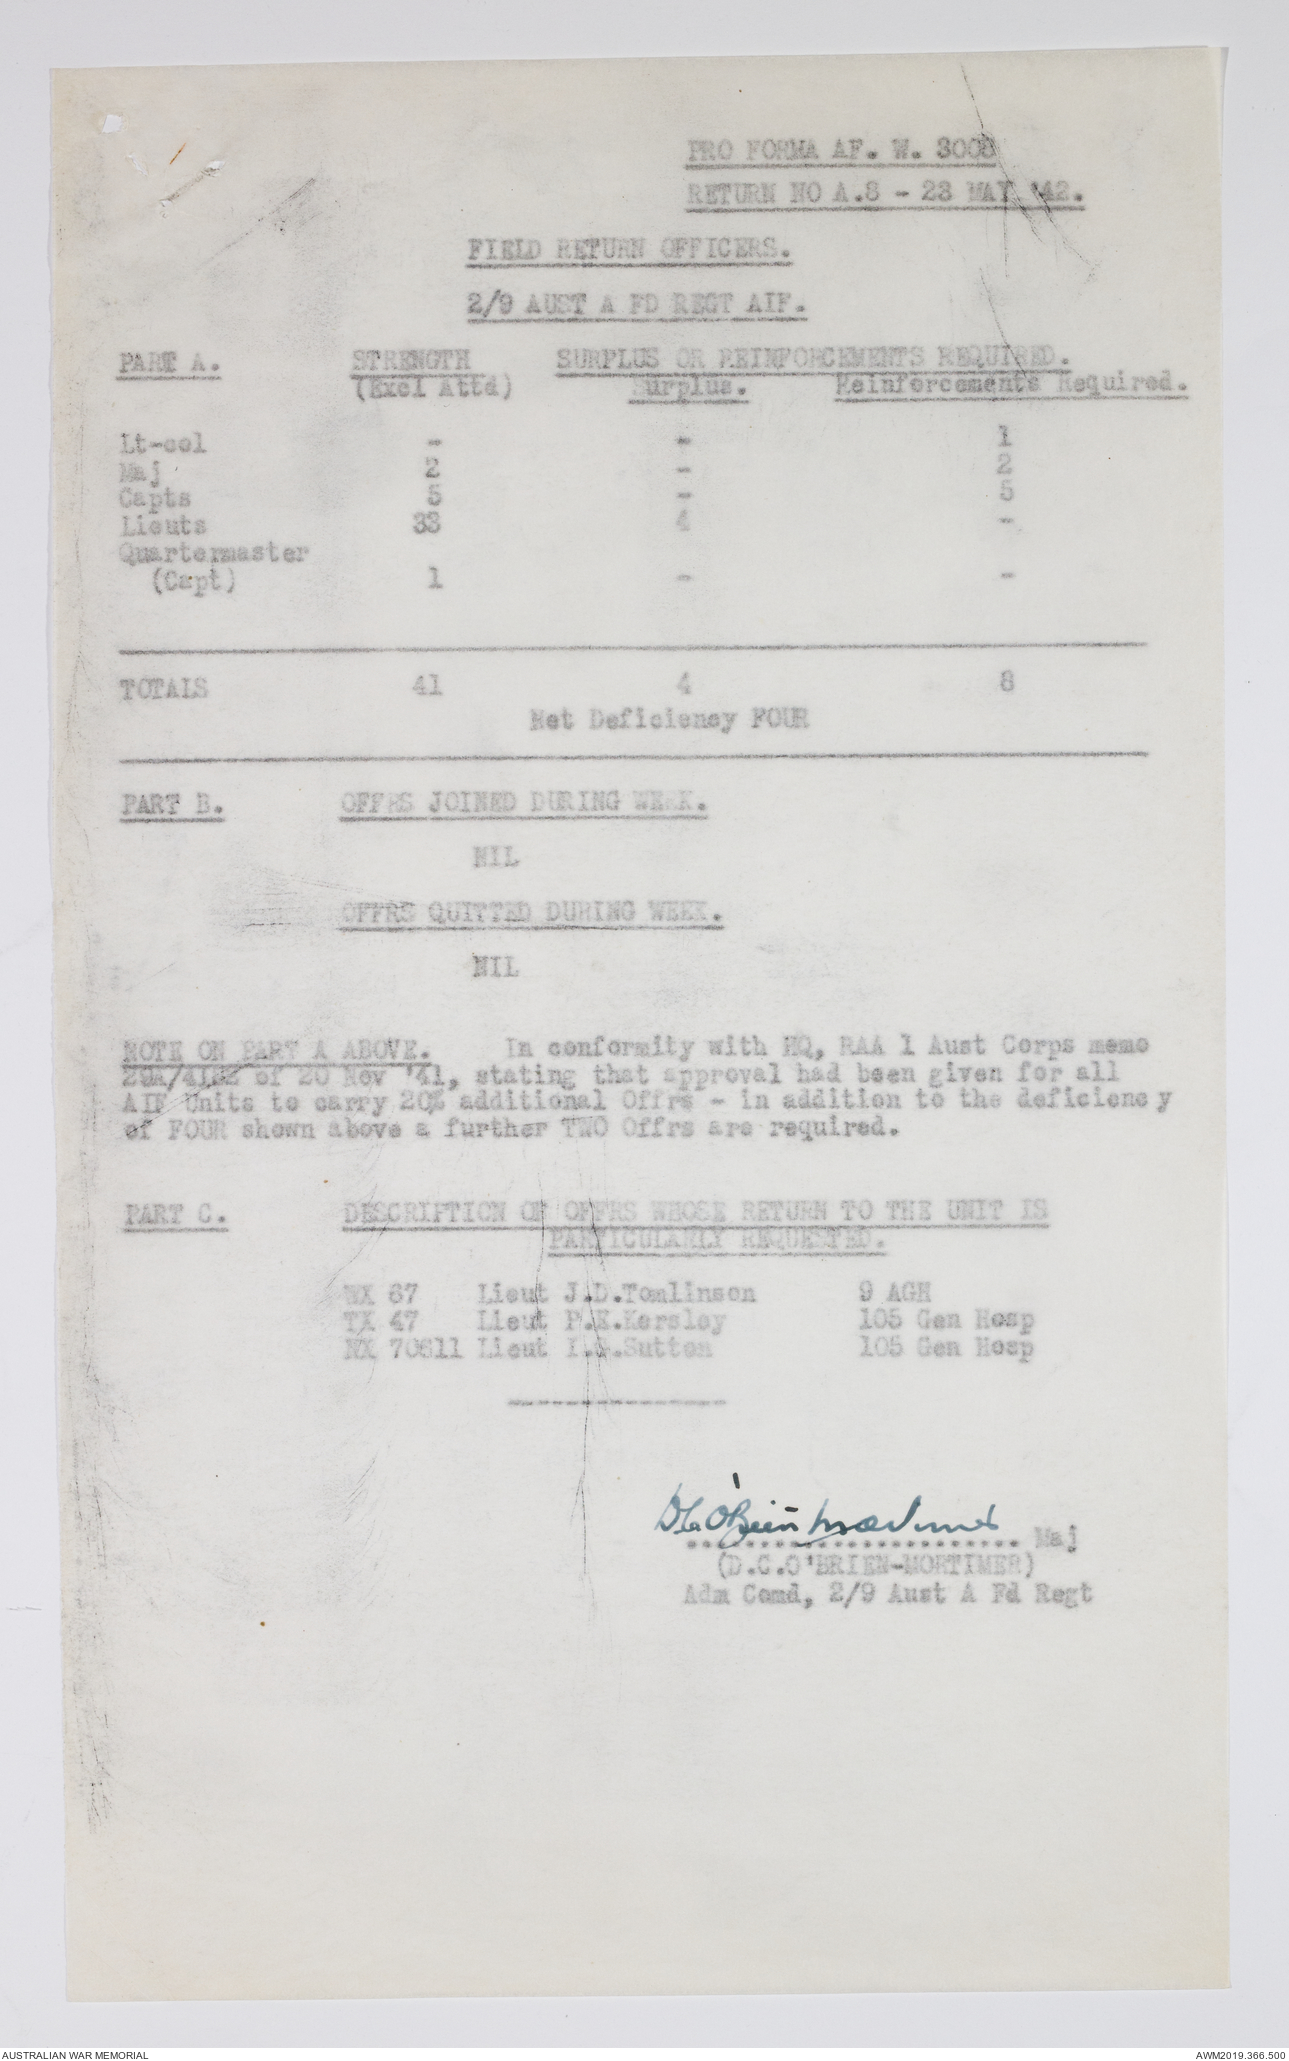 PRO FORMA AF. W. 3008
RETURN NO A.8 - 23 MAY '42.
FIELD RETURN OFFICERS.
2/9 AUST A FD REGT AIF.
PART A. STRENGTH SURPLUS OR REINFORCEMENTS REQUIRED.
(Excl Attd) Surplus. Reinforcements Required.
Lt-col - - 1
Maj 2 - 2
Capts 5 - 5
Lieuts 33 4 -
Quartermaster
(Capt) 1 - -
TOTALS 41 4 8
Net Deficiency FOUR
PART B. OFFRS JOINED DURING WEEK.
NIL
OFFRS QUITTED DURING WEEK.
NIL
NOTE ON PART A ABOVE. In conformity with HQ, RAA 1 Aust Corps memo
of 20 Nov '41, stating that approval had been given for all
AIF Units to carry 20% additional Offrs - in addition to the deficiency
of FOUR shown above a further TWO Offrs are required.
PART C. DESCRIPTION OF OFFRS WHOSE RETURN TO THE UNIT IS
PARTICULARLY REQUESTED.
WX 67 Lieut J.D.Tomlinson 9 AGH
TX 47 Lieut P.K.Kersley 105 Gen Hosp
NX 70611 Lieut I.G.Sutton 105 Gen Hosp
----------------
DC O'Brien-Mortimer Maj
(D.C.O'BRIEN-MORTIMER)
Adm Comd, 2/9 Aust A Fd Regt
AUSTRALIAN WAR MEMORIAL AWM2019.366.500